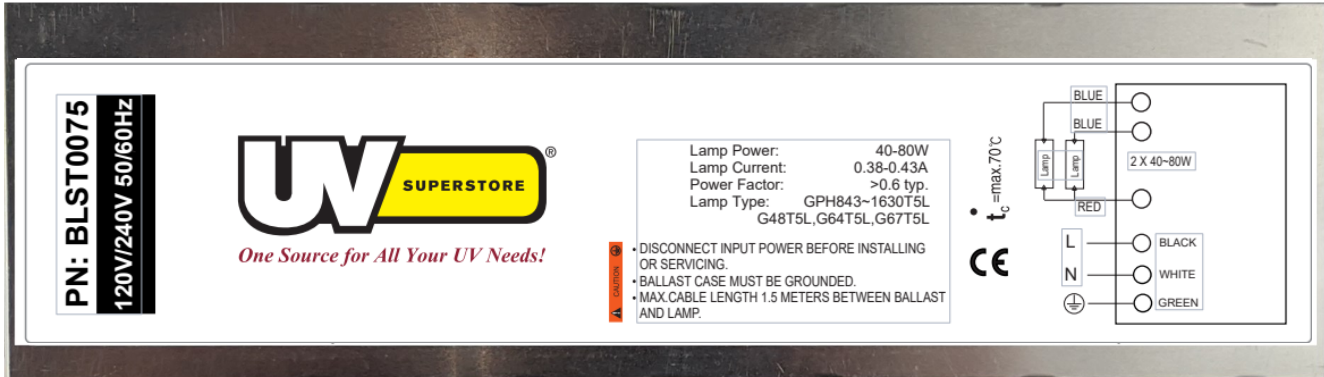 PN: BLST0075
120V/240V 50/60Hz
UV SUPERSTORE®
One Source for All Your UV Needs!
Lamp Power: 40-80W
Lamp Current: 0.38-0.43A
Power Factor: >0.6 typ.
Lamp Type: GPH843~1630T5L
G48T5L,G64T5L,G67T5L
CAUTION
• DISCONNECT INPUT POWER BEFORE INSTALLING
OR SERVICING.
• BALLAST CASE MUST BE GROUNDED.
• MAX.CABLE LENGTH 1.5 METERS BETWEEN BALLAST
AND LAMP.
tc =max.70℃
CE
BLUE
BLUE
Lamp
Lamp
2 X 40~80W
RED
L BLACK
N WHITE
GREEN